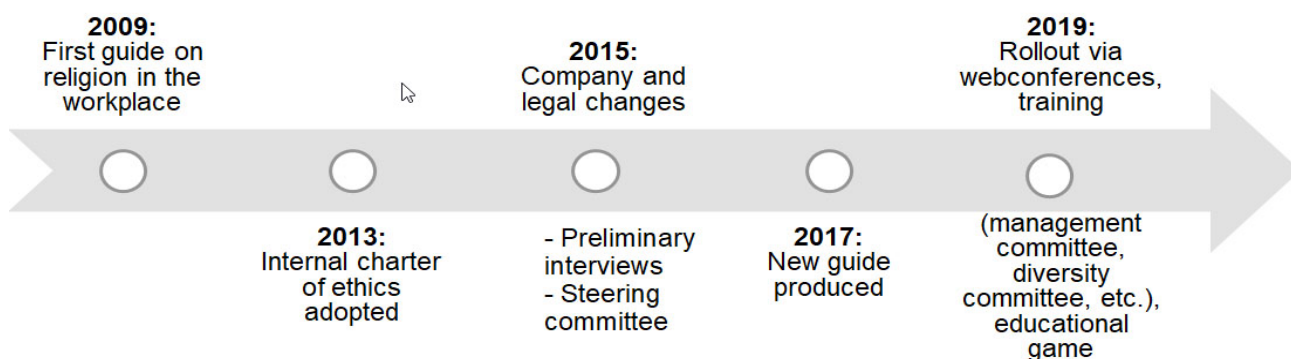 2009:
First guide on
religion in the
workplace
2013:
Internal charter
of ethics
adopted
2015:
Company and
legal changes
- Preliminary
interviews
- Steering
committee
2017:
New guide
produced
2019:
Rollout via
webconferences,
training
(management
committee,
diversity
committee, etc.),
educational
game